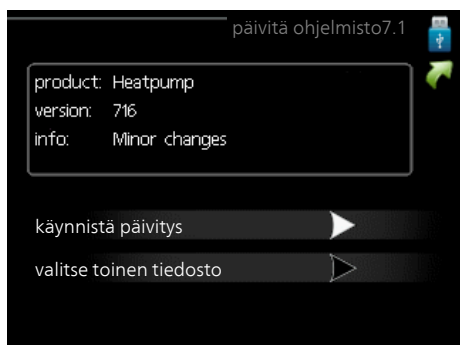 päivitä ohjelmisto7.1
product: Heatpump
version: 716
info: Minor changes
käynnistä päivitys
valitse toinen tiedosto